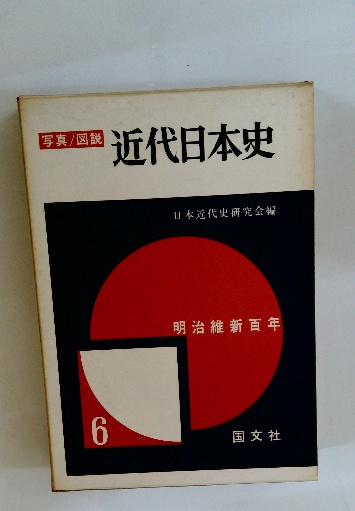 写真/図説 近代日本史
日本近代史研究会編
明治維新百年
6
国文社